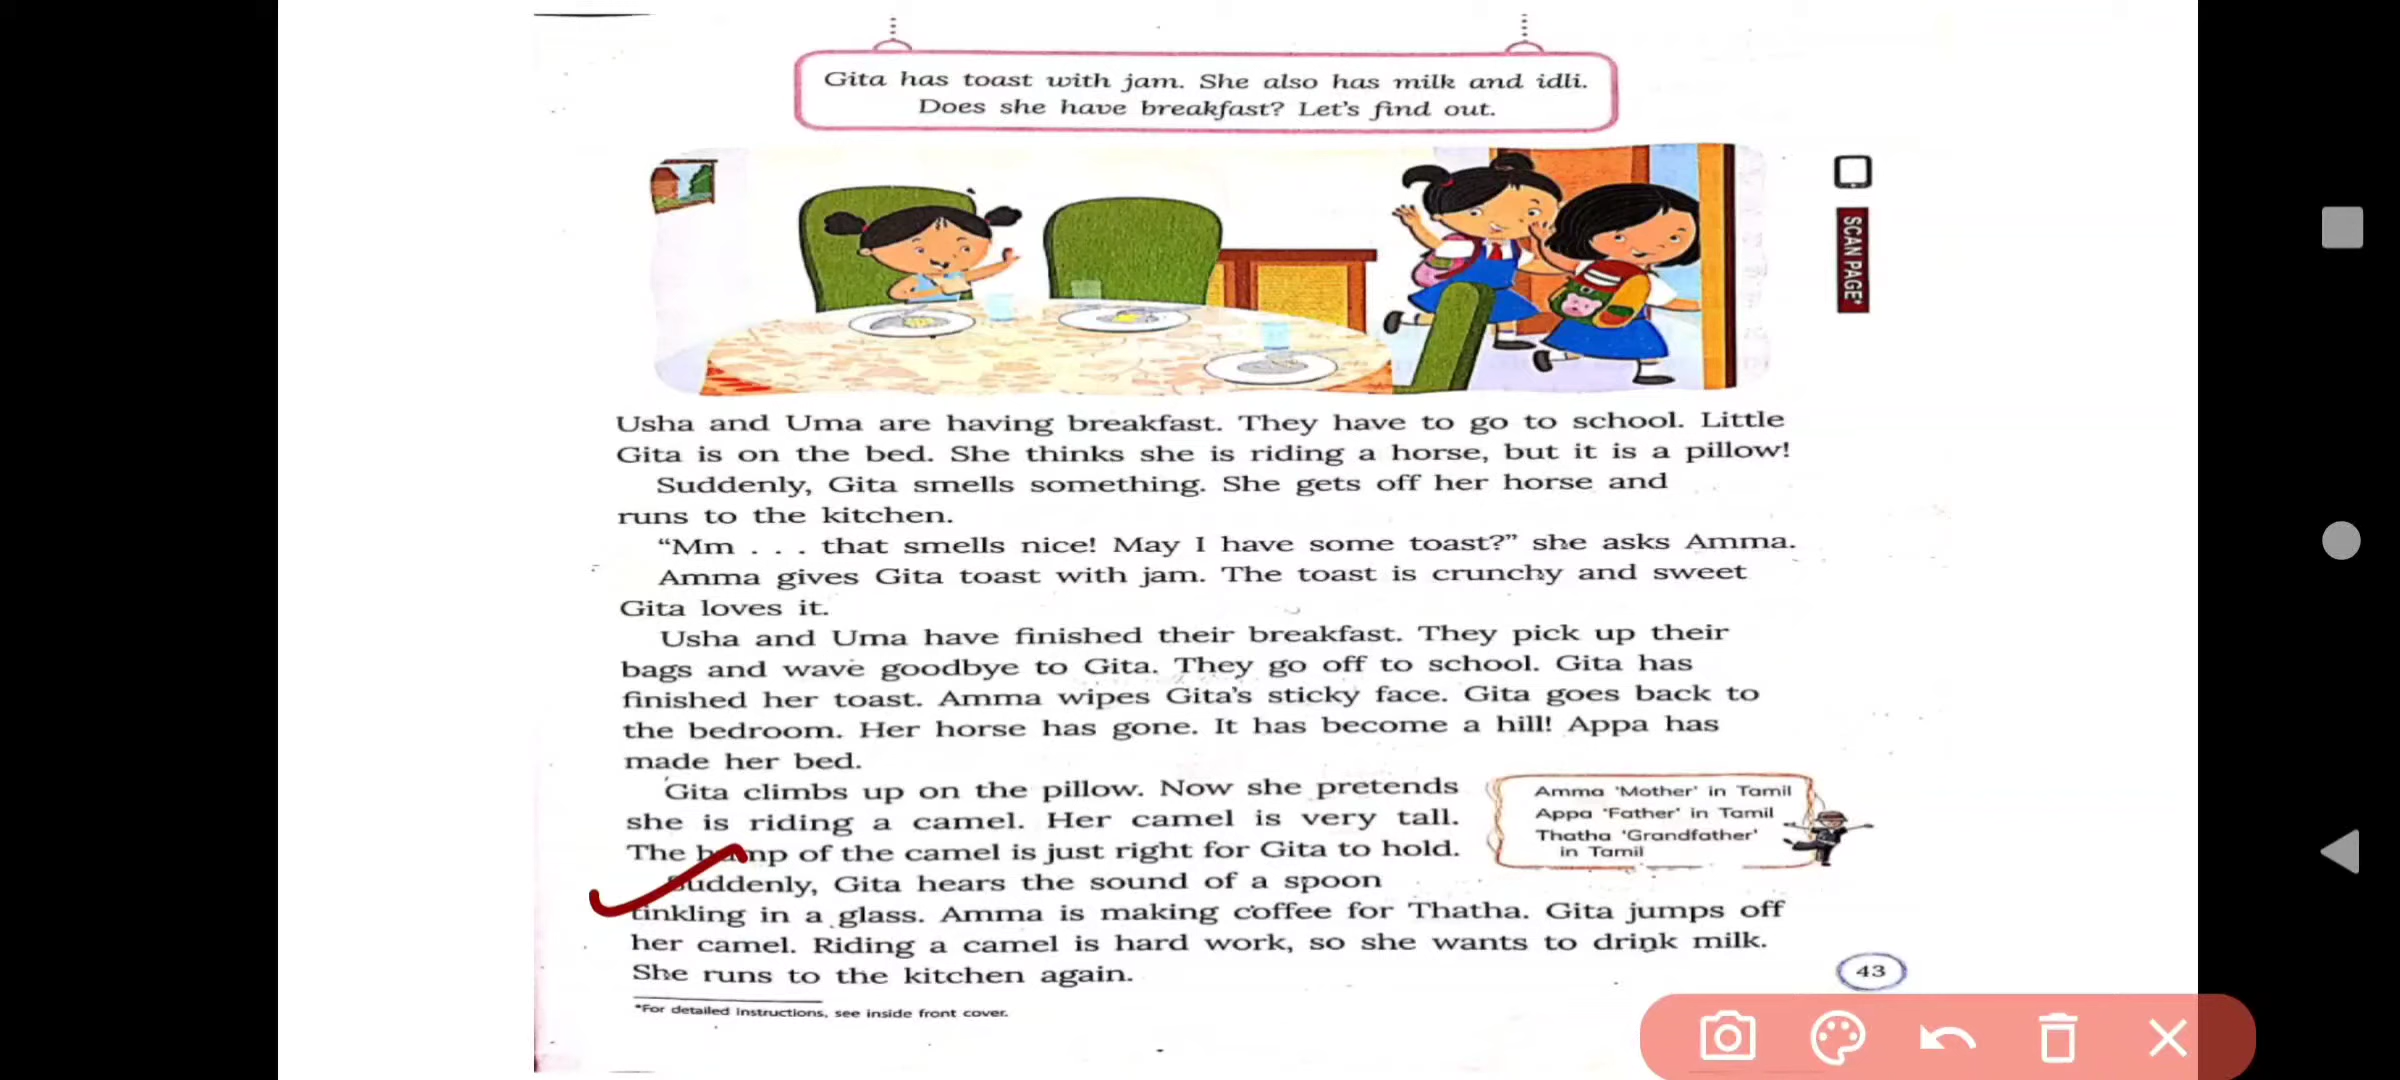 Gita has toast with jam. She also has milk and idli.
Does she have breakfast? Let's find out.
SCAN PAGE*
Usha and Uma are having breakfast. They have to go to school. Little
Gita is on the bed. She thinks she is riding a horse, but it is a pillow!
Suddenly, Gita smells something. She gets off her horse and
runs to the kitchen.
“Mm . . . that smells nice! May I have some toast?” she asks Amma.
Amma gives Gita toast with jam. The toast is crunchy and sweet
Gita loves it.
Usha and Uma have finished their breakfast. They pick up their
bags and wave goodbye to Gita. They go off to school. Gita has
finished her toast. Amma wipes Gita's sticky face. Gita goes back to
the bedroom. Her horse has gone. It has become a hill! Appa has
made her bed.
Gita climbs up on the pillow. Now she pretends
she is riding a camel. Her camel is very tall.
The hump of the camel is just right for Gita to hold.
Suddenly, Gita hears the sound of a spoon
tinkling in a glass. Amma is making coffee for Thatha. Gita jumps off
her camel. Riding a camel is hard work, so she wants to drink milk.
She runs to the kitchen again.
Amma ‘Mother’ in Tamil
Appa ‘Father’ in Tamil
Thatha ‘Grandfather’
in Tamil
43
*For detailed instructions, see inside front cover.